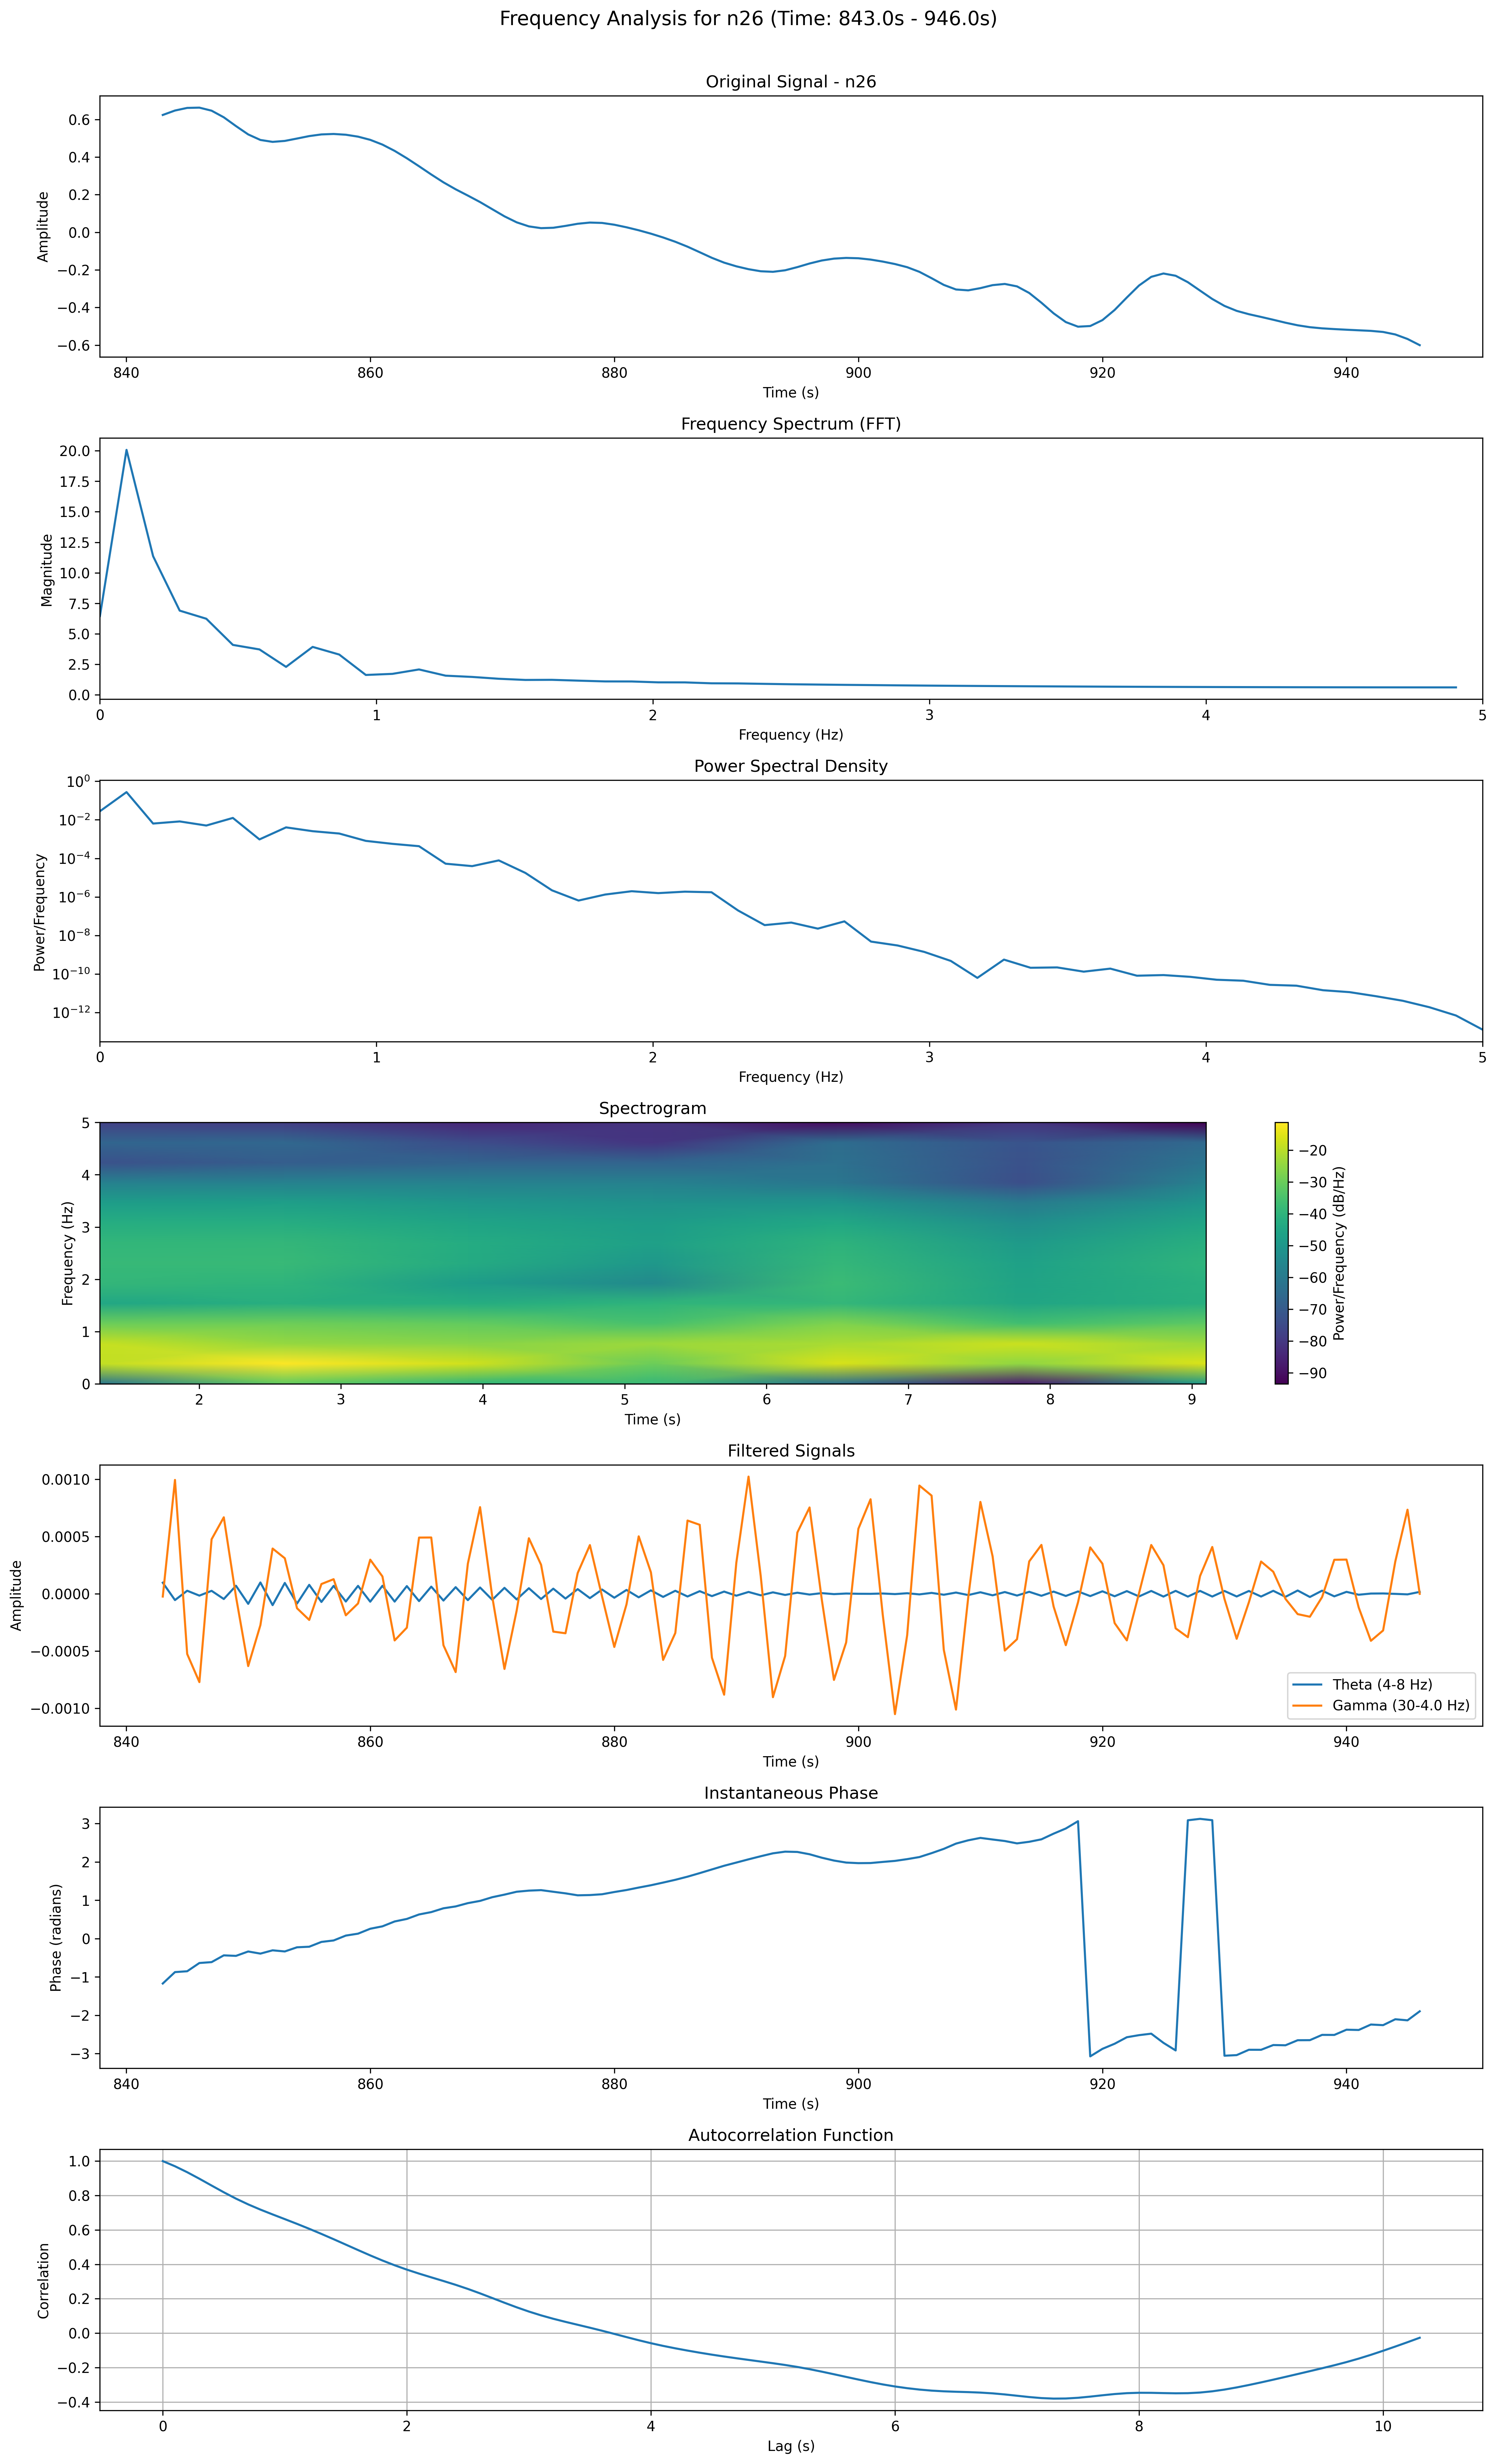 Frequency Analysis for n26 (Time: 843.0s - 946.0s)
Original Signal - n26
0.6
0.4
0.2
0.0
−0.2
−0.4
−0.6
Amplitude
840 860 880 900 920 940
Time (s)
Frequency Spectrum (FFT)
20.0
17.5
15.0
12.5
10.0
7.5
5.0
2.5
0.0
Magnitude
0 1 2 3 4 5
Frequency (Hz)
Power Spectral Density
10⁰
10⁻²
10⁻⁴
10⁻⁶
10⁻⁸
10⁻¹⁰
10⁻¹²
Power/Frequency
0 1 2 3 4 5
Frequency (Hz)
Spectrogram
5
4
3
2
1
0
Frequency (Hz)
2 3 4 5 6 7 8 9
Time (s)
−20
−30
−40
−50
−60
−70
−80
−90
Power/Frequency (dB/Hz)
Filtered Signals
0.0010
0.0005
0.0000
−0.0005
−0.0010
Amplitude
Theta (4-8 Hz)
Gamma (30-4.0 Hz)
840 860 880 900 920 940
Time (s)
Instantaneous Phase
3
2
1
0
−1
−2
−3
Phase (radians)
840 860 880 900 920 940
Time (s)
Autocorrelation Function
1.0
0.8
0.6
0.4
0.2
0.0
−0.2
−0.4
Correlation
0 2 4 6 8 10
Lag (s)